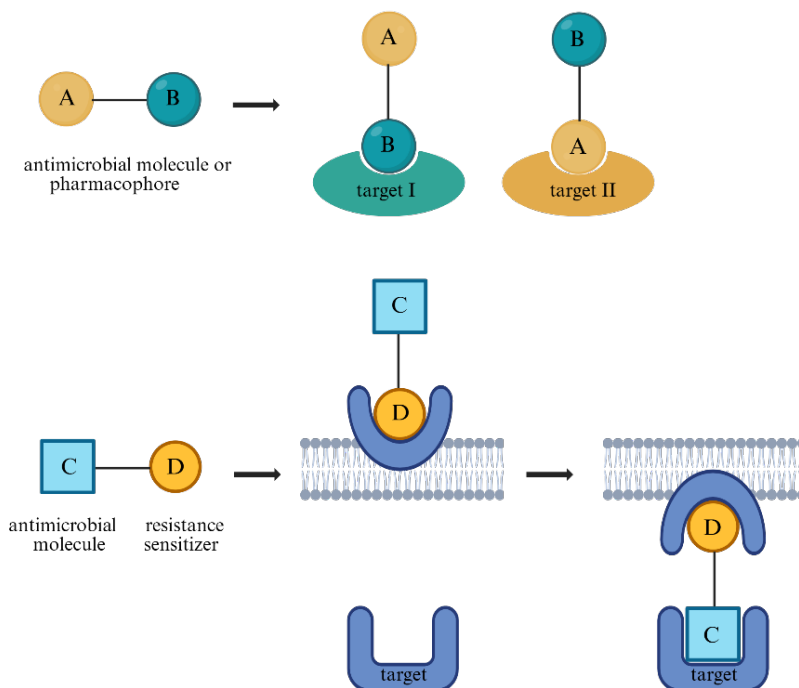 A
B
A
B
B
A
antimicrobial molecule or
pharmacophore
target I
target II
C
D
C
D
D
antimicrobial
molecule
resistance
sensitizer
C
target
target